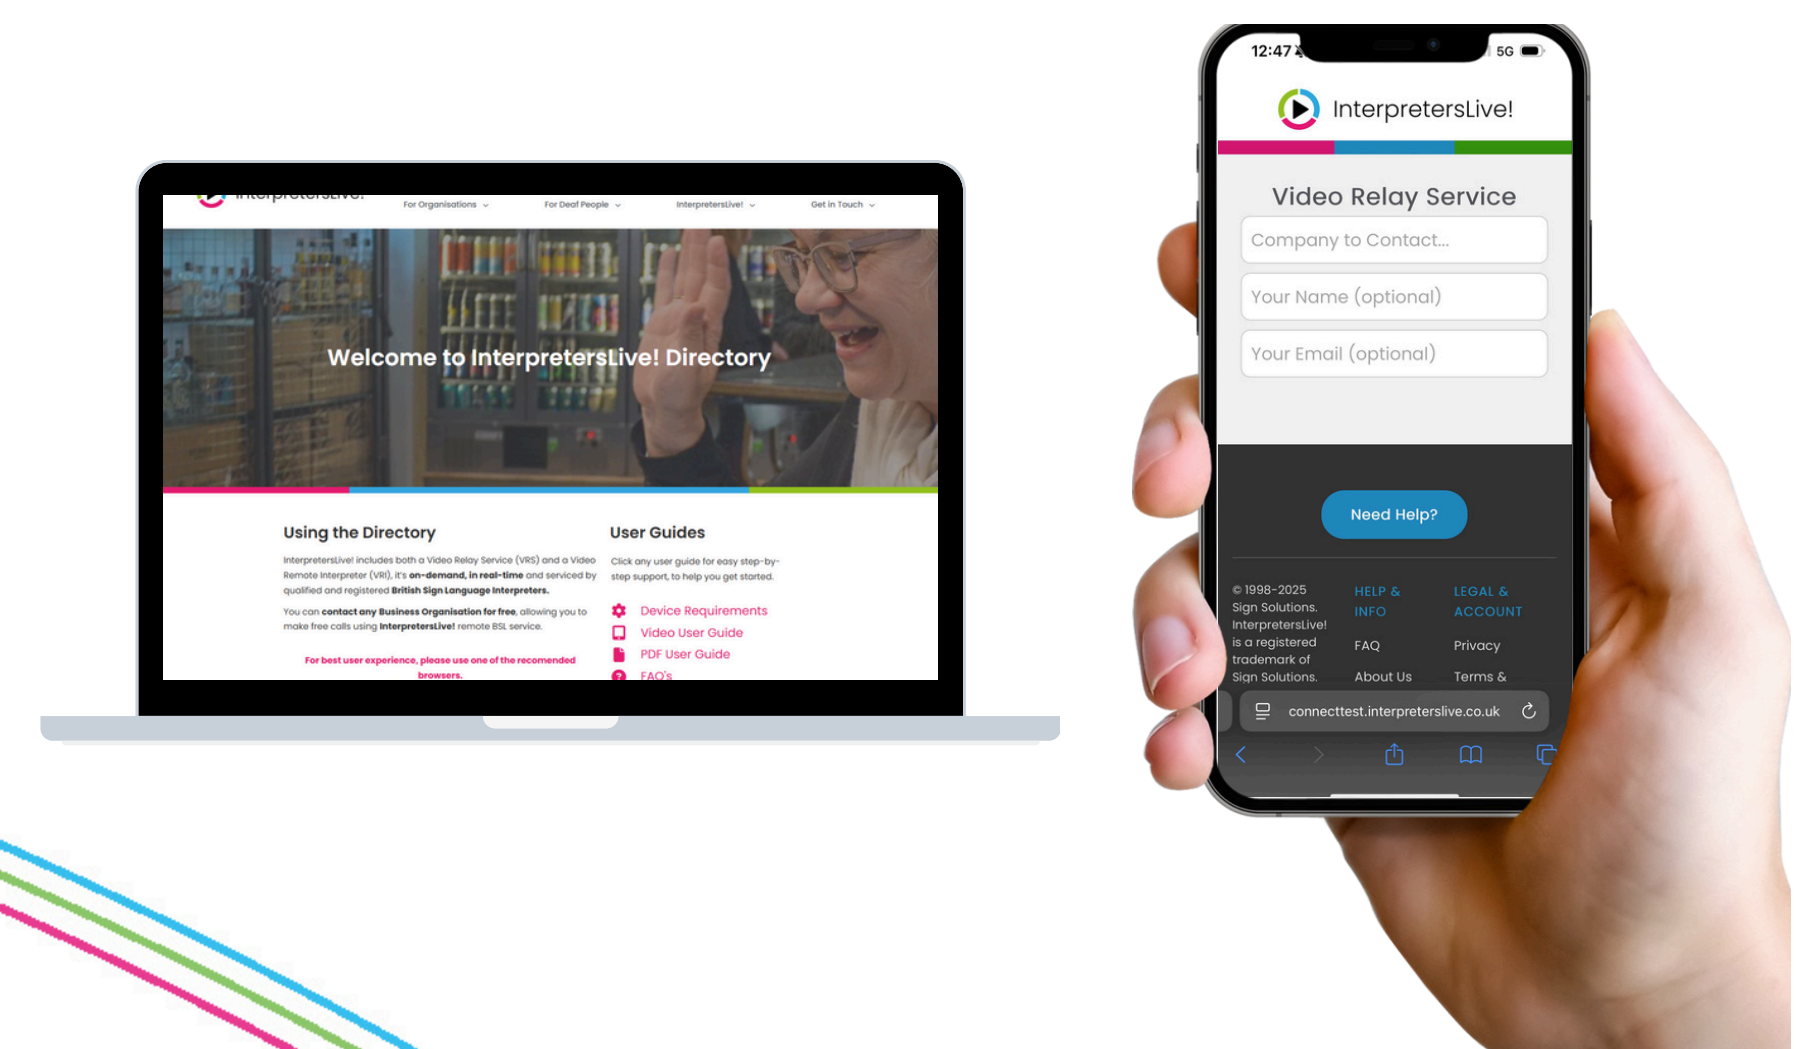 InterpretersLive!
For Organisations
For Deaf People
InterpretersLive!
Get in Touch
Welcome to InterpretersLive! Directory
Using the Directory
InterpretersLive! includes both a Video Relay Service (VRS) and a Video
Remote Interpreter (VRI), it's on-demand, in real-time and serviced by
qualified and registered British Sign Language Interpreters.
You can contact any Business Organisation for free, allowing you to
make free calls using InterpretersLive! remote BSL service.
For best user experience, please use one of the recomended
browsers.
User Guides
Click any user guide for easy step-by-
step support, to help you get started.
Device Requirements
Video User Guide
PDF User Guide
FAQ's
12:47
5G
InterpretersLive!
Video Relay Service
Company to Contact...
Your Name (optional)
Your Email (optional)
Need Help?
© 1998-2025
Sign Solutions.
InterpretersLive!
is a registered
trademark of
Sign Solutions.
HELP &
INFO
FAQ
About Us
LEGAL &
ACCOUNT
Privacy
Terms &
connecttest.interpreterslive.co.uk